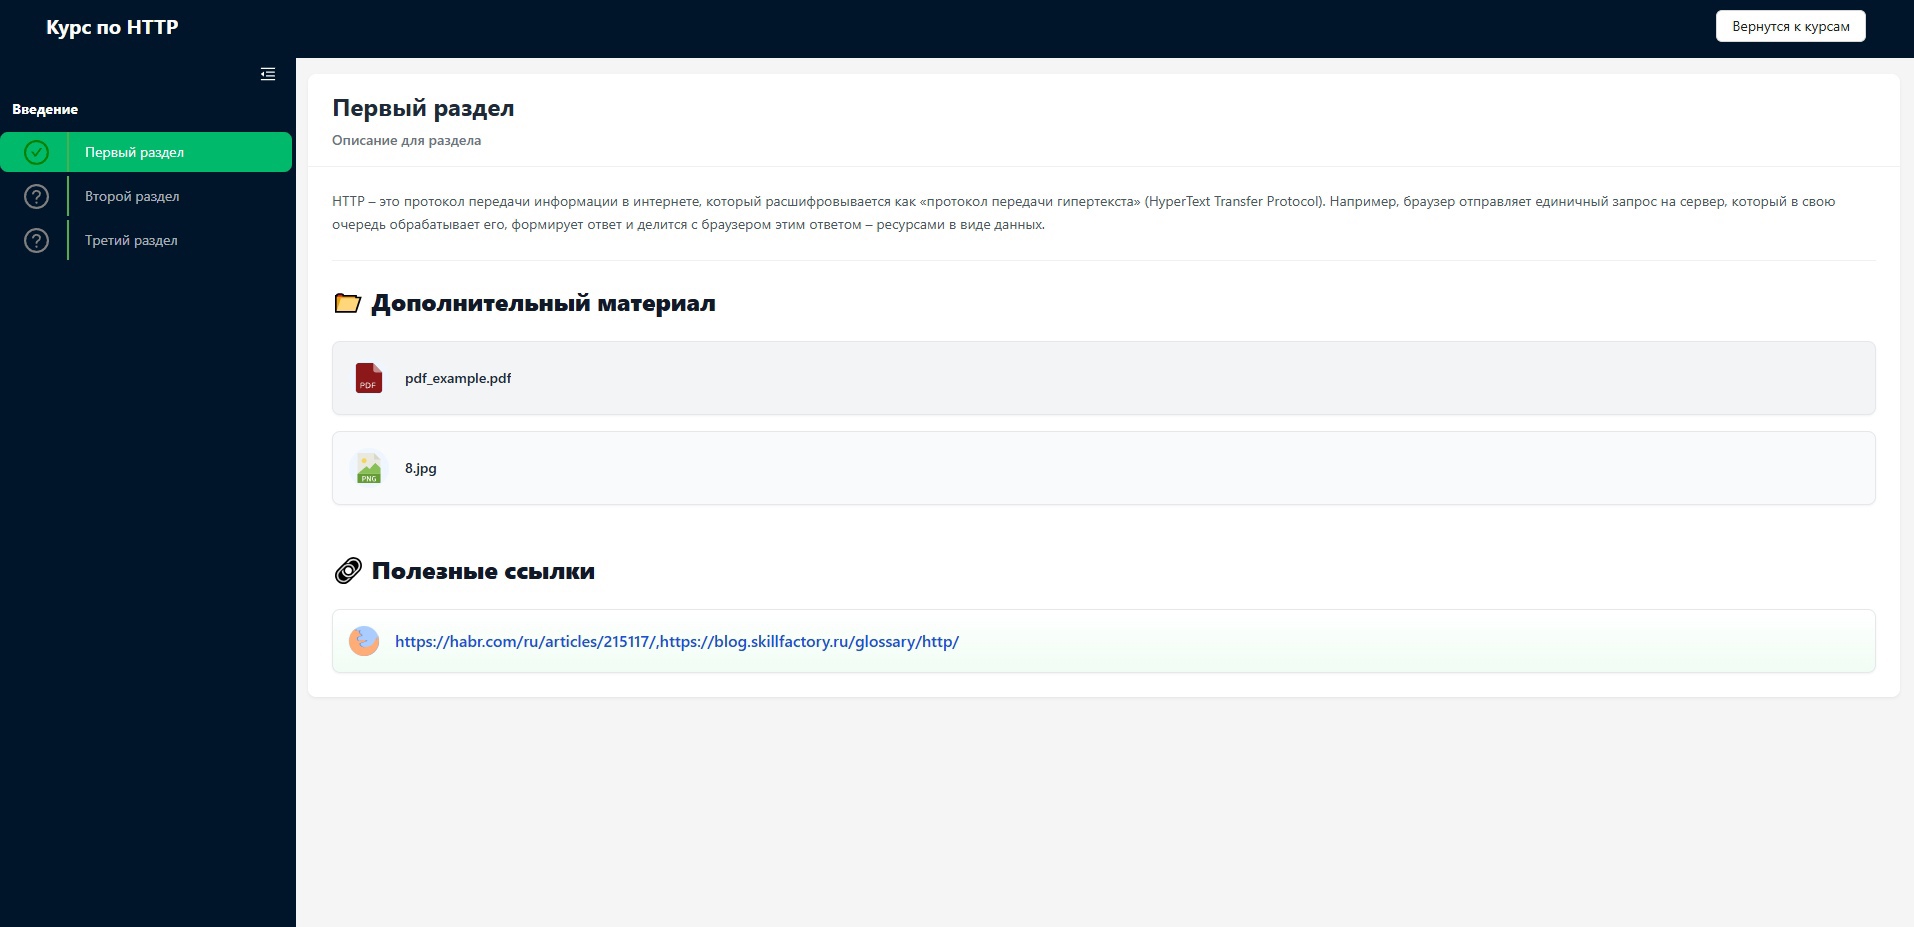 Курс по HTTP
Вернутся к курсам
Введение
Первый раздел
Второй раздел
Третий раздел
Первый раздел
Описание для раздела
HTTP – это протокол передачи информации в интернете, который расшифровывается как «протокол передачи гипертекста» (HyperText Transfer Protocol). Например, браузер отправляет единичный запрос на сервер, который в свою
очередь обрабатывает его, формирует ответ и делится с браузером этим ответом – ресурсами в виде данных.
Дополнительный материал
PDF
pdf_example.pdf
PNG
8.jpg
Полезные ссылки
https://habr.com/ru/articles/215117/,https://blog.skillfactory.ru/glossary/http/